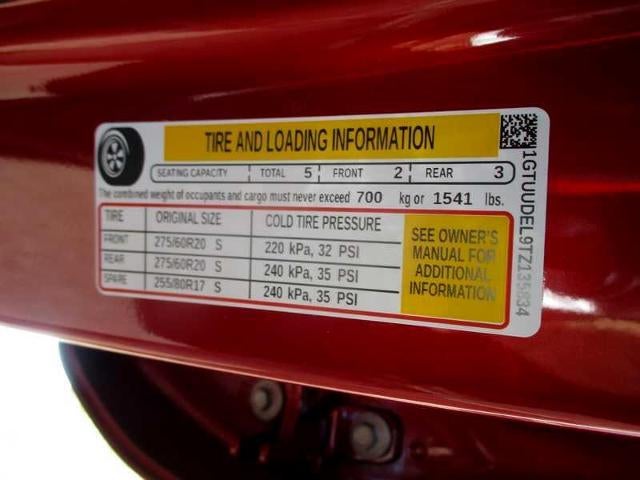 TIRE AND LOADING INFORMATION
SEATING CAPACITY TOTAL 5 FRONT 2 REAR 3
The combined weight of occupants and cargo must never exceed 700 kg or 1541 lbs.
TIRE ORIGINAL SIZE COLD TIRE PRESSURE
FRONT 275/60R20 S 220 kPa, 32 PSI
REAR 275/60R20 S 240 kPa, 35 PSI
SPARE 255/80R17 S 240 kPa, 35 PSI
SEE OWNER'S
MANUAL FOR
ADDITIONAL
INFORMATION
1GTUUDEL9TZ135834